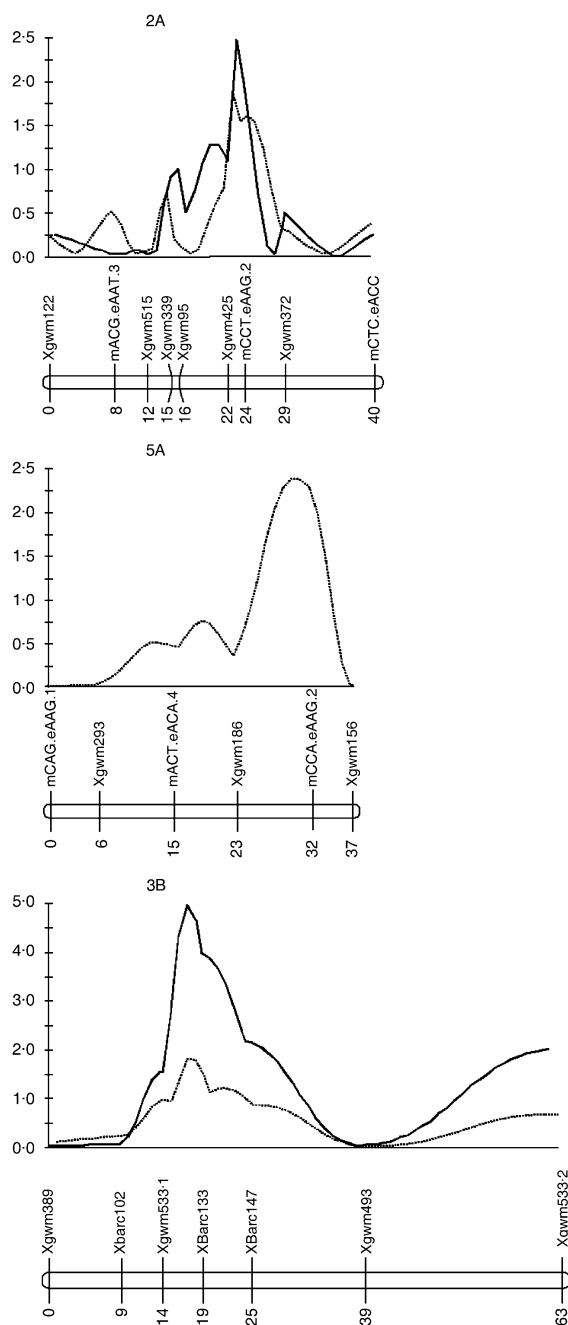 2A
2·5
2·0
1·5
1·0
0·5
0·0
Xgwm122
mACG.eAAT.3
Xgwm515
Xgwm339
Xgwm95
Xgwm425
mCCT.eAAG.2
Xgwm372
mCTC.eACC
0
8
12
15
16
22
24
29
40
5A
2·5
2·0
1·5
1·0
0·5
0·0
mCAG.eAAG.1
Xgwm293
mACT.eACA.4
Xgwm186
mCCA.eAAG.2
Xgwm156
0
6
15
23
32
37
3B
5·0
4·0
3·0
2·0
1·0
0·0
Xgwm389
Xbarc102
Xgwm533·1
XBarc133
XBarc147
Xgwm493
Xgwm533·2
0
9
14
19
25
39
63